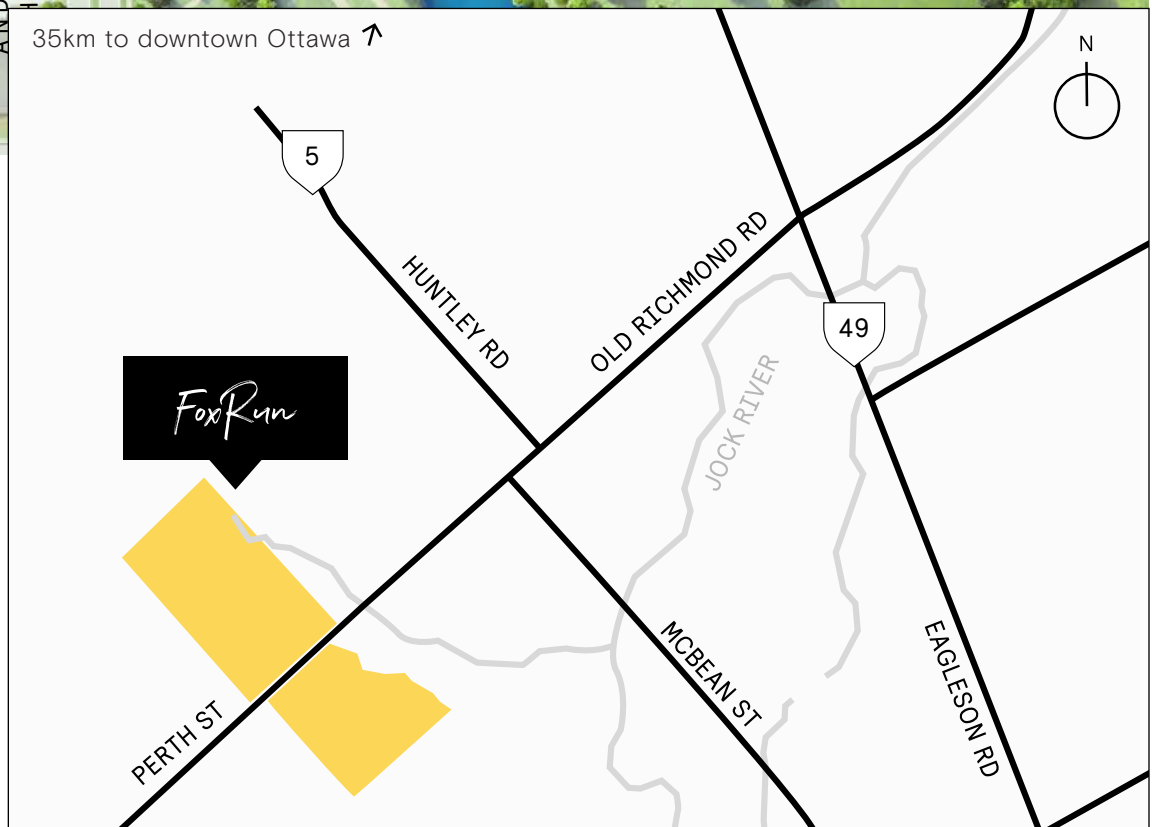 35km to downtown Ottawa ↗
N
5
HUNTLEY RD
OLD RICHMOND RD
49
FoxRun
JOCK RIVER
MCBEAN ST
EAGLESON RD
PERTH ST